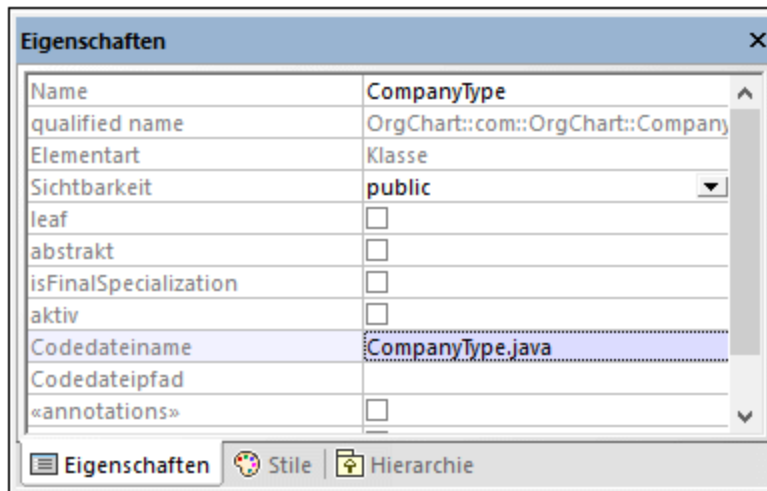 Eigenschaften
Name CompanyType
qualified name OrgChart::com::OrgChart::Company
Elementart Klasse
Sichtbarkeit public
leaf
abstrakt
isFinalSpecialization
aktiv
Codedateiname CompanyType.java
Codedateipfad
«annotations»
Eigenschaften Stile Hierarchie